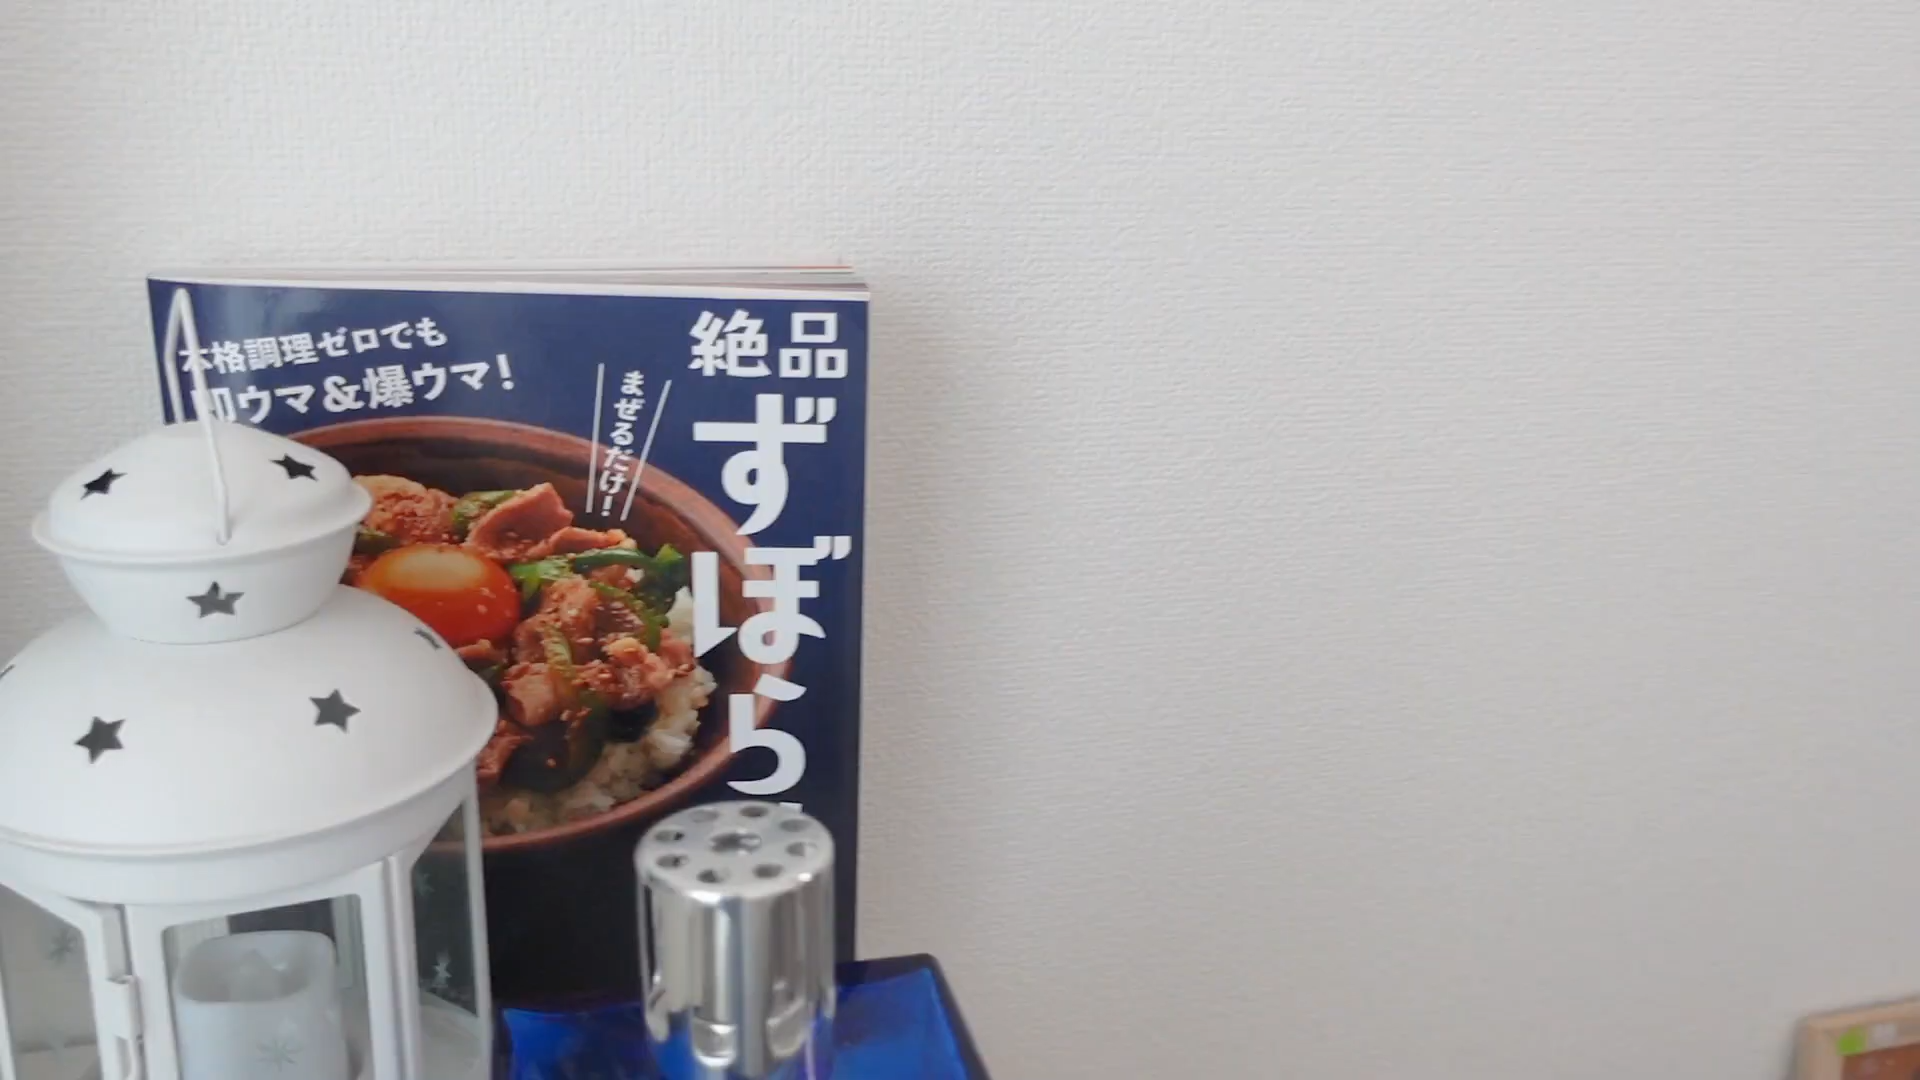 本格調理ゼロでも
即ウマ&爆ウマ!
まぜるだけ!
絶品
ずぼら